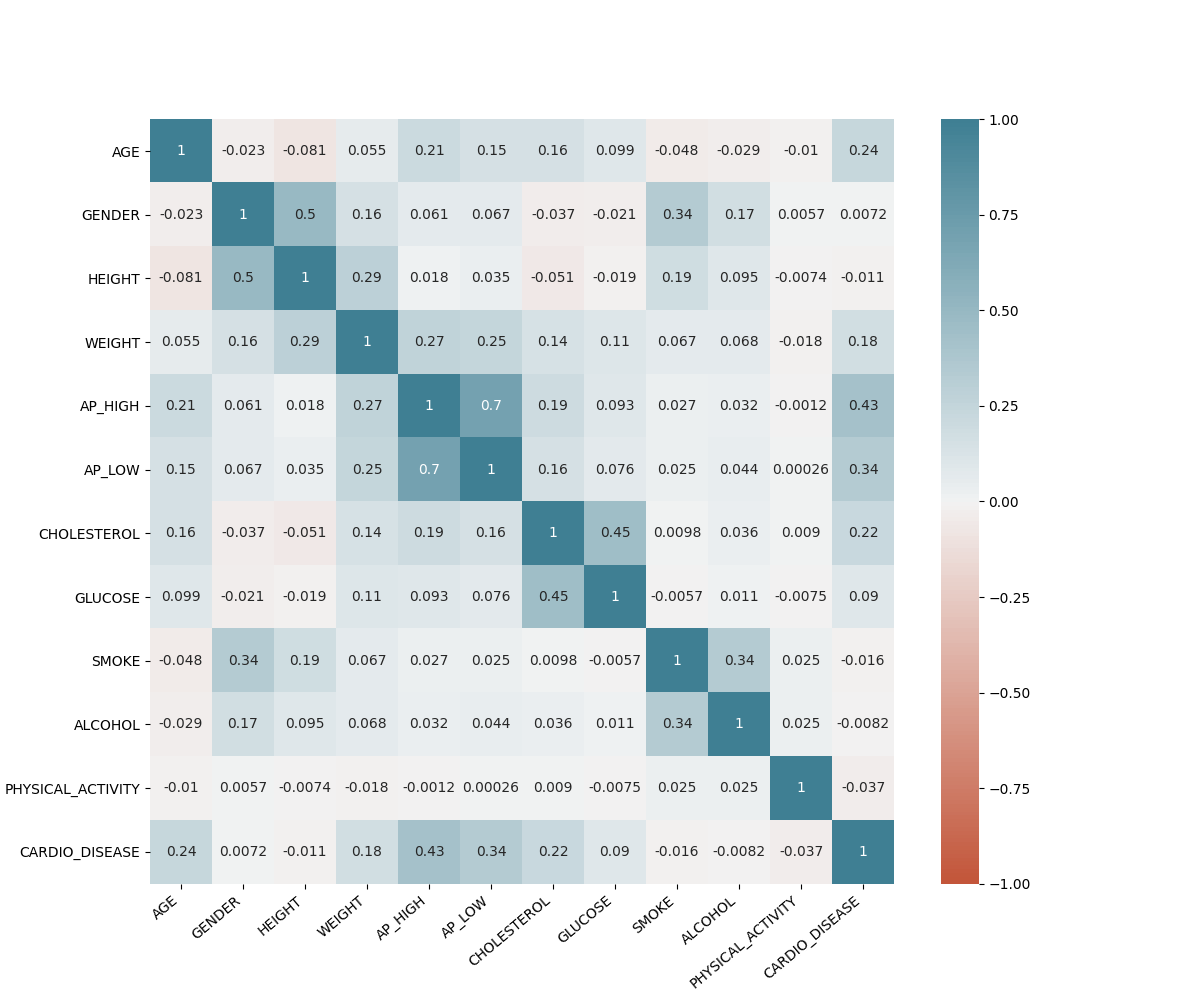 AGE 1 -0.023 -0.081 0.055 0.21 0.15 0.16 0.099 -0.048 -0.029 -0.01 0.24
GENDER -0.023 1 0.5 0.16 0.061 0.067 -0.037 -0.021 0.34 0.17 0.0057 0.0072
HEIGHT -0.081 0.5 1 0.29 0.018 0.035 -0.051 -0.019 0.19 0.095 -0.0074 -0.011
WEIGHT 0.055 0.16 0.29 1 0.27 0.25 0.14 0.11 0.067 0.068 -0.018 0.18
AP_HIGH 0.21 0.061 0.018 0.27 1 0.7 0.19 0.093 0.027 0.032 -0.0012 0.43
AP_LOW 0.15 0.067 0.035 0.25 0.7 1 0.16 0.076 0.025 0.044 0.00026 0.34
CHOLESTEROL 0.16 -0.037 -0.051 0.14 0.19 0.16 1 0.45 0.0098 0.036 0.009 0.22
GLUCOSE 0.099 -0.021 -0.019 0.11 0.093 0.076 0.45 1 -0.0057 0.011 -0.0075 0.09
SMOKE -0.048 0.34 0.19 0.067 0.027 0.025 0.0098 -0.0057 1 0.34 0.025 -0.016
ALCOHOL -0.029 0.17 0.095 0.068 0.032 0.044 0.036 0.011 0.34 1 0.025 -0.0082
PHYSICAL_ACTIVITY -0.01 0.0057 -0.0074 -0.018 -0.0012 0.00026 0.009 -0.0075 0.025 0.025 1 -0.037
CARDIO_DISEASE 0.24 0.0072 -0.011 0.18 0.43 0.34 0.22 0.09 -0.016 -0.0082 -0.037 1
AGE GENDER HEIGHT WEIGHT AP_HIGH AP_LOW CHOLESTEROL GLUCOSE SMOKE ALCOHOL PHYSICAL_ACTIVITY CARDIO_DISEASE
1.00
0.75
0.50
0.25
0.00
−0.25
−0.50
−0.75
−1.00